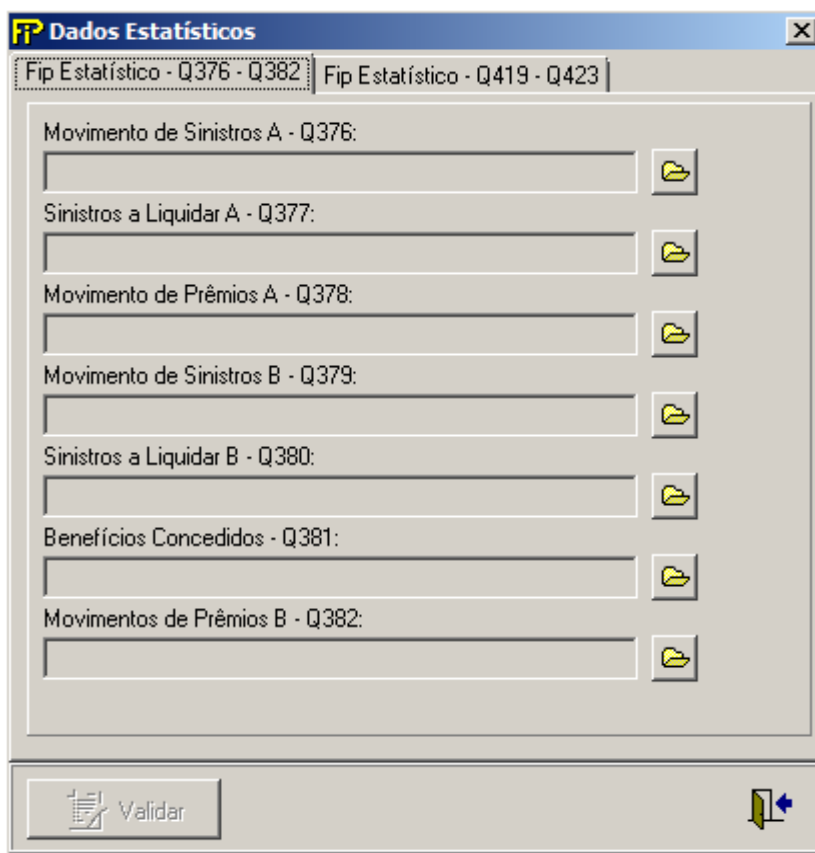 FiP Dados Estatísticos
Fip Estatístico - Q376 - Q382 Fip Estatístico - Q419 - Q423
Movimento de Sinistros A - Q376:
Sinistros a Liquidar A - Q377:
Movimento de Prêmios A - Q378:
Movimento de Sinistros B - Q379:
Sinistros a Liquidar B - Q380:
Benefícios Concedidos - Q381:
Movimentos de Prêmios B - Q382:
Validar